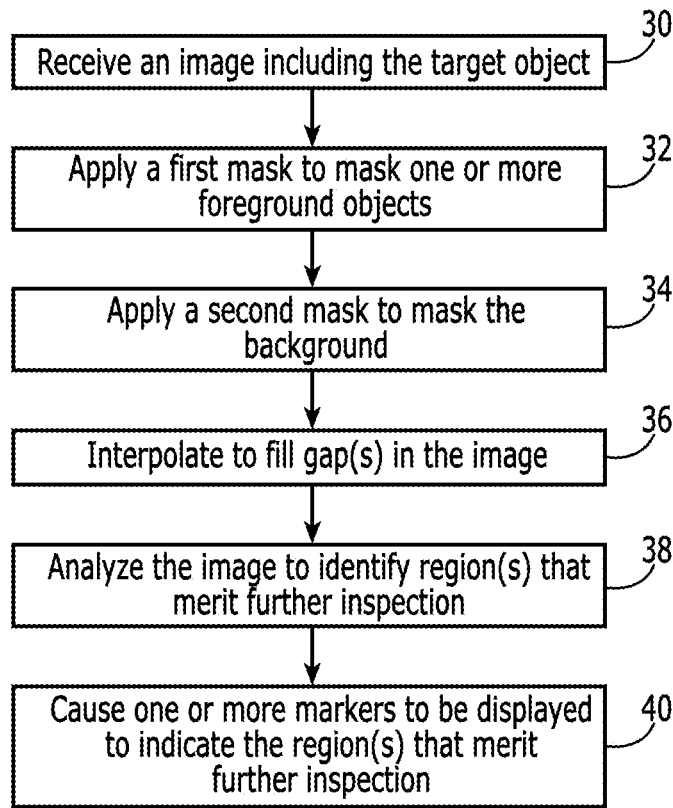 30
Receive an image including the target object
32
Apply a first mask to mask one or more
foreground objects
34
Apply a second mask to mask the
background
36
Interpolate to fill gap(s) in the image
38
Analyze the image to identify region(s) that
merit further inspection
40
Cause one or more markers to be displayed
to indicate the region(s) that merit
further inspection